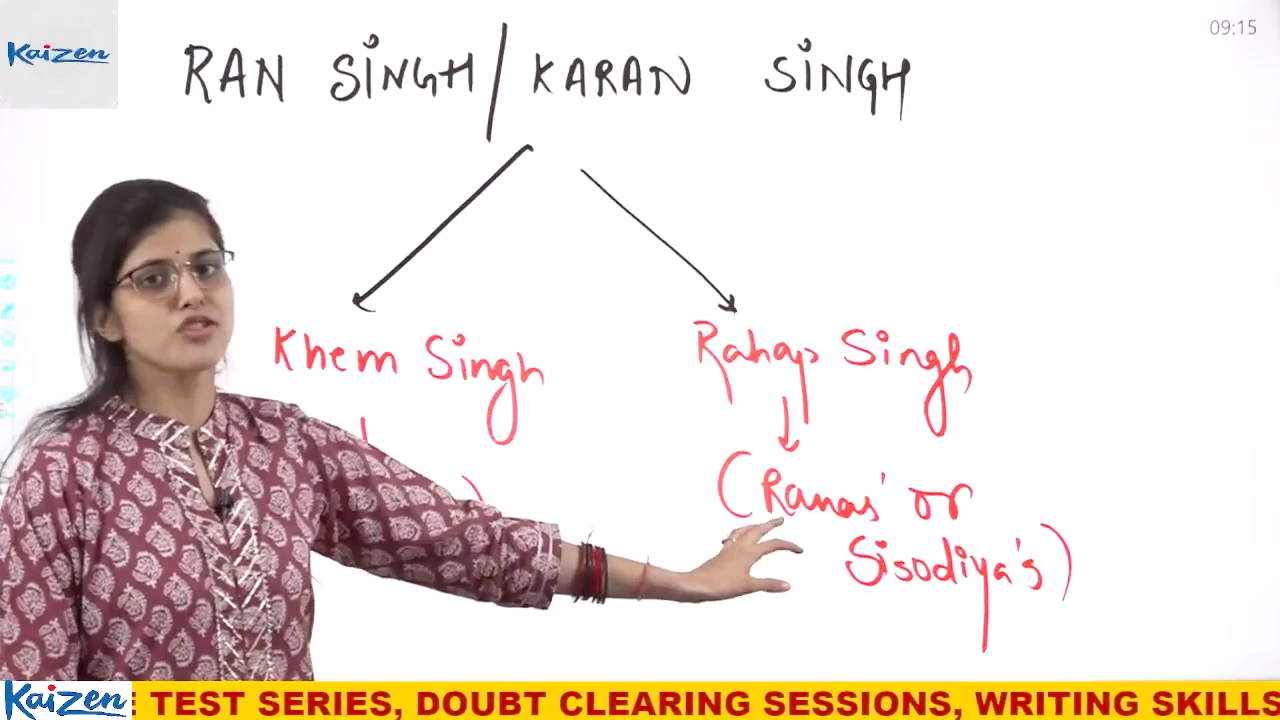 Kaizen
09:15
RAN SINGH / KARAN SINGH
Khem Singh
Rahap Singh
(Ranas' or
Sisodiya's)
Kaizen
TEST SERIES, DOUBT CLEARING SESSIONS, WRITING SKILLS